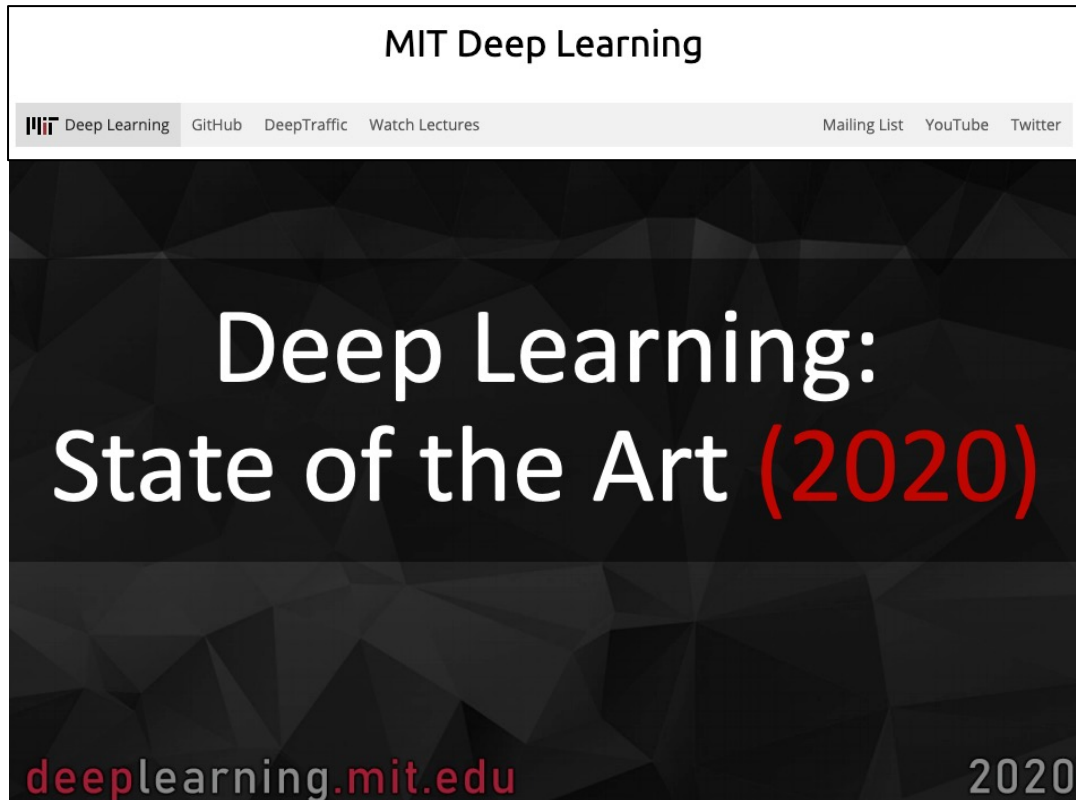 MIT Deep Learning
MiT Deep Learning GitHub DeepTraffic Watch Lectures Mailing List YouTube Twitter
Deep Learning:
State of the Art (2020)
deeplearning.mit.edu 2020